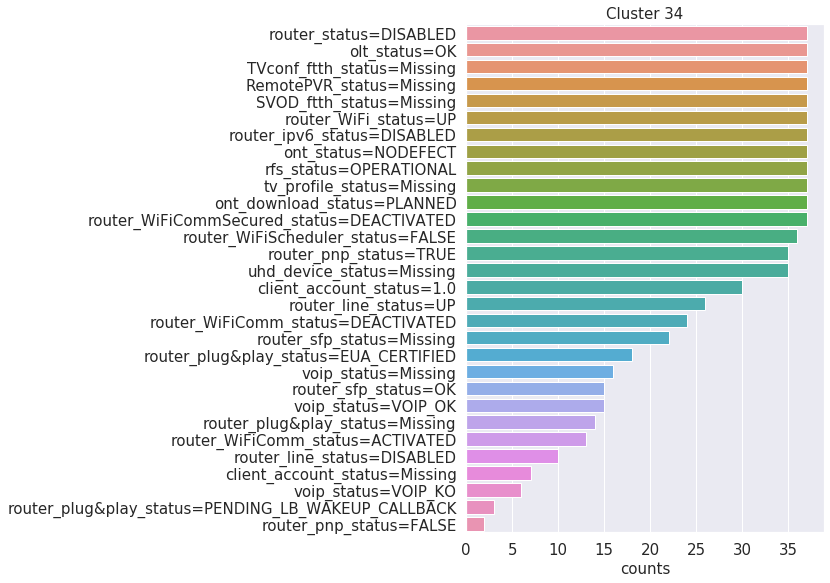 Cluster 34
router_status=DISABLED
olt_status=OK
TVconf_ftth_status=Missing
RemotePVR_status=Missing
SVOD_ftth_status=Missing
router_WiFi_status=UP
router_ipv6_status=DISABLED
ont_status=NODEFECT
rfs_status=OPERATIONAL
tv_profile_status=Missing
ont_download_status=PLANNED
router_WiFiCommSecured_status=DEACTIVATED
router_WiFiScheduler_status=FALSE
router_pnp_status=TRUE
uhd_device_status=Missing
client_account_status=1.0
router_line_status=UP
router_WiFiComm_status=DEACTIVATED
router_sfp_status=Missing
router_plug&play_status=EUA_CERTIFIED
voip_status=Missing
router_sfp_status=OK
voip_status=VOIP_OK
router_plug&play_status=Missing
router_WiFiComm_status=ACTIVATED
router_line_status=DISABLED
client_account_status=Missing
voip_status=VOIP_KO
router_plug&play_status=PENDING_LB_WAKEUP_CALLBACK
router_pnp_status=FALSE
0 5 10 15 20 25 30 35
counts